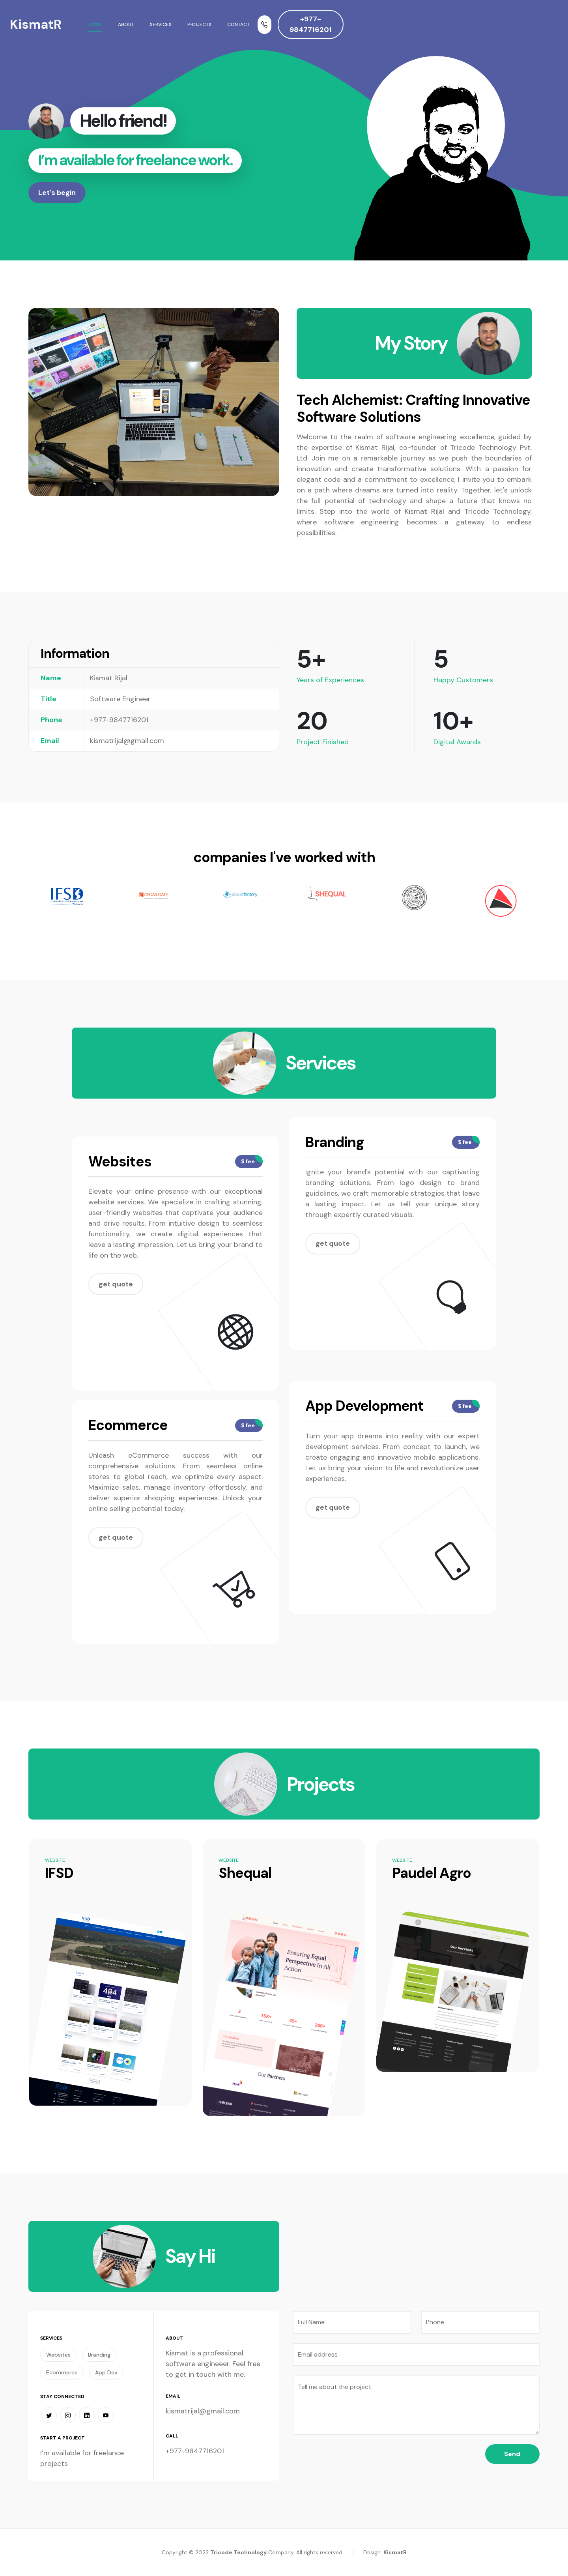 KismatR
HOME
ABOUT
SERVICES
PROJECTS
CONTACT
+977-
9847716201
Hello friend!
I'm available for freelance work.
Let's begin
My Story
Tech Alchemist: Crafting Innovative
Software Solutions
Welcome to the realm of software engineering excellence, guided by
the expertise of Kismat Rijal, co-founder of Tricode Technology Pvt.
Ltd. Join me on a remarkable journey as we push the boundaries of
innovation and create transformative solutions. With a passion for
elegant code and a commitment to excellence, I invite you to embark
on a path where dreams are turned into reality. Together, let's unlock
the full potential of technology and shape a future that knows no
limits. Step into the world of Kismat Rijal and Tricode Technology,
where software engineering becomes a gateway to endless
possibilities.
Information
Name Kismat Rijal
Title Software Engineer
Phone +977-9847716201
Email kismatrijal@gmail.com
5+
Years of Experiences
5
Happy Customers
20
Project Finished
10+
Digital Awards
companies I've worked with
IFSD
CEDAR GATE
SHEQUAL
Services
Websites
$ fee
Elevate your online presence with our exceptional
website services. We specialize in crafting stunning,
user-friendly websites that captivate your audience
and drive results. From intuitive design to seamless
functionality, we create digital experiences that
leave a lasting impression. Let us bring your brand to
life on the web.
get quote
Branding
$ fee
Ignite your brand's potential with our captivating
branding solutions. From logo design to brand
guidelines, we craft memorable strategies that leave
a lasting impact. Let us tell your unique story
through expertly curated visuals.
get quote
Ecommerce
$ fee
Unleash eCommerce success with our
comprehensive solutions. From seamless online
stores to global reach, we optimize every aspect.
Maximize sales, manage inventory effortlessly, and
deliver superior shopping experiences. Unlock your
online selling potential today.
get quote
App Development
$ fee
Turn your app dreams into reality with our expert
development services. From concept to launch, we
create engaging and innovative mobile applications.
Let us bring your vision to life and revolutionize user
experiences.
get quote
Projects
WEBSITE
IFSD
WEBSITE
Shequal
Ensuring Equal
Perspective In All
Action
Our Partners
WEBSITE
Paudel Agro
Our Services
Say Hi
SERVICES
Websites
Branding
Ecommerce
App Dev
STAY CONNECTED
START A PROJECT
I'm available for freelance
projects
ABOUT
Kismat is a professional
software engineeer. Feel free
to get in touch with me.
EMAIL
kismatrijal@gmail.com
CALL
+977-9847716201
Full Name
Phone
Email address
Tell me about the project
Send
Copyright © 2023 Tricode Technology Company. All rights reserved.
Design: KismatR